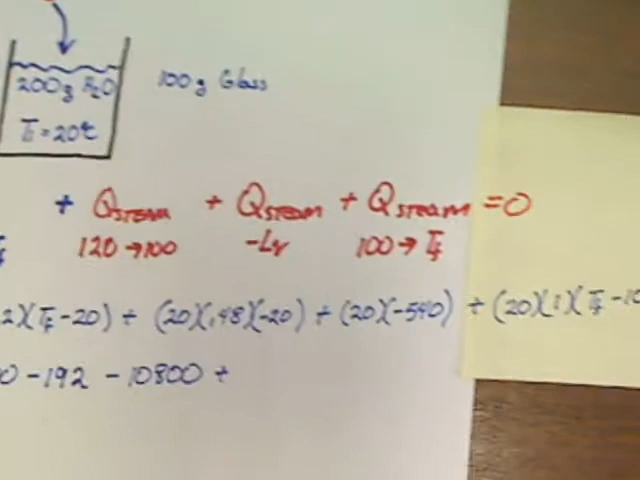 200g H₂O 100g Glass
Ti = 20°C
+ QSTEAM + QSTEAM + QSTEAM = 0
120→100 -Lv 100→Tf
2)(Tf-20) + (20)(.48)(-20) + (20)(-540) + (20)(1)(Tf-10
0 -192 -10800 +